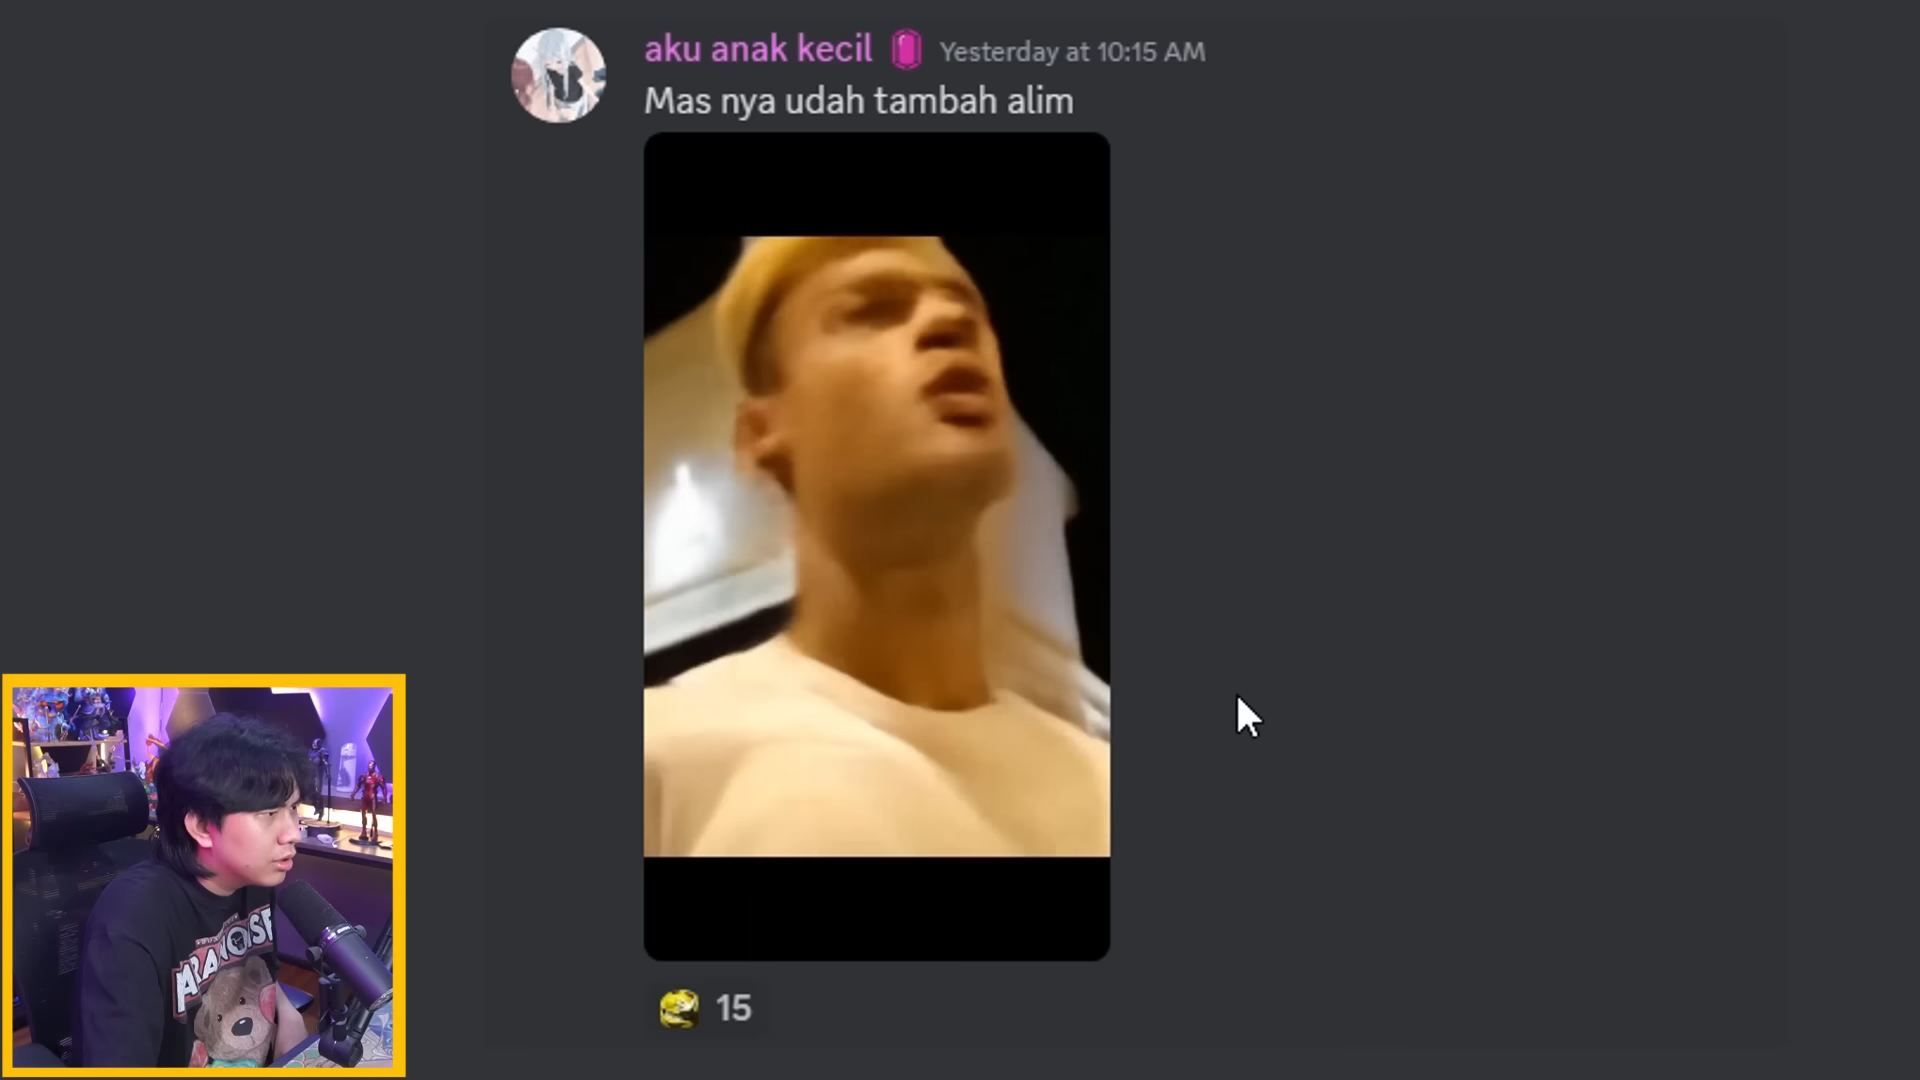 aku anak kecil Yesterday at 10:15 AM
Mas nya udah tambah alim
15